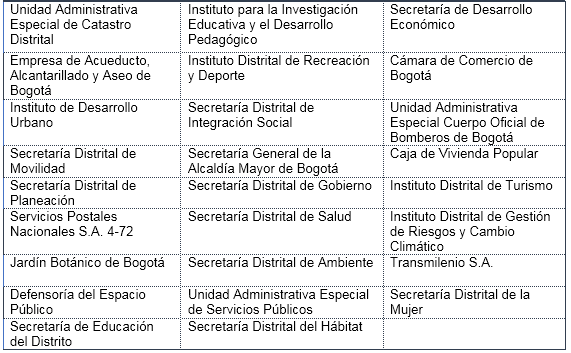 Unidad Administrativa
Especial de Catastro
Distrital
Instituto para la Investigación
Educativa y el Desarrollo
Pedagógico
Secretaría de Desarrollo
Económico
Empresa de Acueducto,
Alcantarillado y Aseo de
Bogotá
Instituto Distrital de Recreación
y Deporte
Cámara de Comercio de
Bogotá
Instituto de Desarrollo
Urbano
Secretaría Distrital de
Integración Social
Unidad Administrativa
Especial Cuerpo Oficial de
Bomberos de Bogotá
Secretaría Distrital de
Movilidad
Secretaría General de la
Alcaldía Mayor de Bogotá
Caja de Vivienda Popular
Secretaría Distrital de
Planeación
Secretaría Distrital de Gobierno
Instituto Distrital de Turismo
Servicios Postales
Nacionales S.A. 4-72
Secretaría Distrital de Salud
Instituto Distrital de Gestión
de Riesgos y Cambio
Climático
Jardín Botánico de Bogotá
Secretaría Distrital de Ambiente
Transmilenio S.A.
Defensoría del Espacio
Público
Unidad Administrativa Especial
de Servicios Públicos
Secretaría Distrital de la
Mujer
Secretaría de Educación
del Distrito
Secretaría Distrital del Hábitat